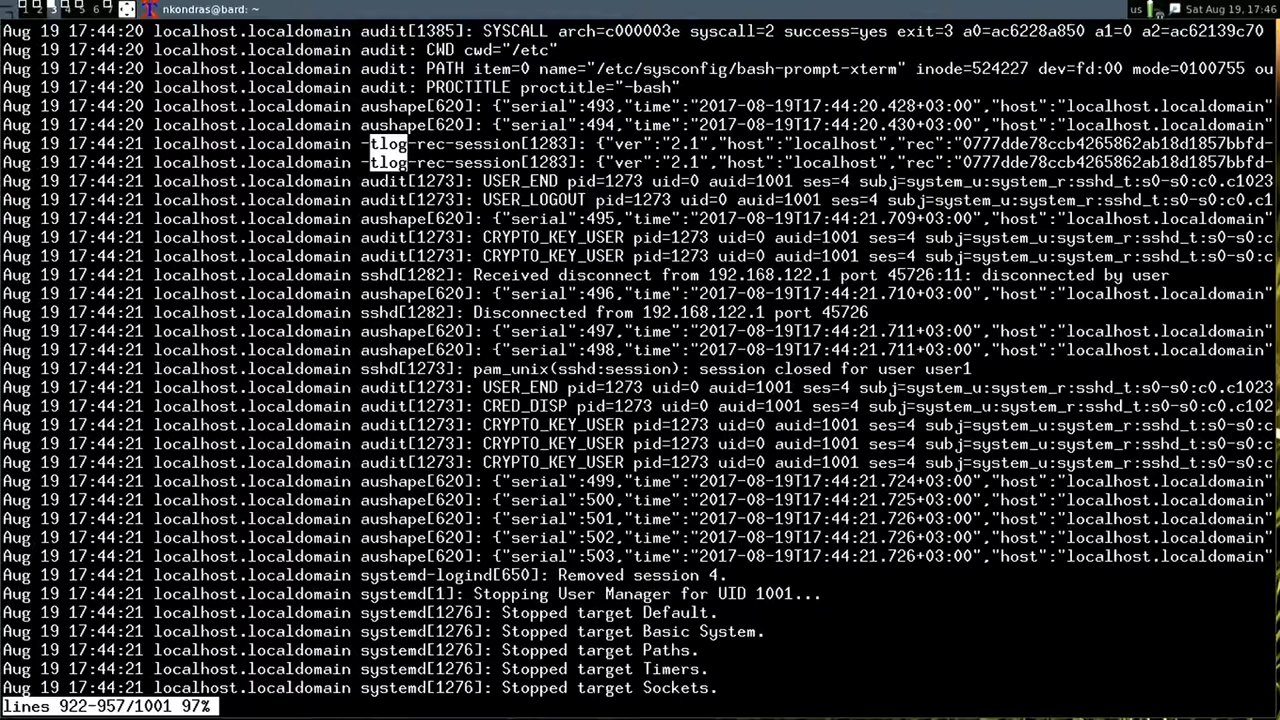 1 2 3 4 5 6 7 nkondras@bard: ~ us Sat Aug 19, 17:46
Aug 19 17:44:20 localhost.localdomain audit[1385]: SYSCALL arch=c000003e syscall=2 success=yes exit=3 a0=ac6228a850 a1=0 a2=ac62139c70
Aug 19 17:44:20 localhost.localdomain audit: CWD cwd="/etc"
Aug 19 17:44:20 localhost.localdomain audit: PATH item=0 name="/etc/sysconfig/bash-prompt-xterm" inode=524227 dev=fd:00 mode=0100755 ou
Aug 19 17:44:20 localhost.localdomain audit: PROCTITLE proctitle="-bash"
Aug 19 17:44:20 localhost.localdomain aushape[620]: {"serial":493,"time":"2017-08-19T17:44:20.428+03:00","host":"localhost.localdomain"
Aug 19 17:44:20 localhost.localdomain aushape[620]: {"serial":494,"time":"2017-08-19T17:44:20.430+03:00","host":"localhost.localdomain"
Aug 19 17:44:21 localhost.localdomain -tlog-rec-session[1283]: {"ver":"2.1","host":"localhost","rec":"0777dde78ccb4265862ab18d1857bbfd-
Aug 19 17:44:21 localhost.localdomain -tlog-rec-session[1283]: {"ver":"2.1","host":"localhost","rec":"0777dde78ccb4265862ab18d1857bbfd-
Aug 19 17:44:21 localhost.localdomain audit[1273]: USER_END pid=1273 uid=0 auid=1001 ses=4 subj=system_u:system_r:sshd_t:s0-s0:c0.c1023
Aug 19 17:44:21 localhost.localdomain audit[1273]: USER_LOGOUT pid=1273 uid=0 auid=1001 ses=4 subj=system_u:system_r:sshd_t:s0-s0:c0.c1
Aug 19 17:44:21 localhost.localdomain aushape[620]: {"serial":495,"time":"2017-08-19T17:44:21.709+03:00","host":"localhost.localdomain"
Aug 19 17:44:21 localhost.localdomain audit[1273]: CRYPTO_KEY_USER pid=1273 uid=0 auid=1001 ses=4 subj=system_u:system_r:sshd_t:s0-s0:c
Aug 19 17:44:21 localhost.localdomain audit[1273]: CRYPTO_KEY_USER pid=1273 uid=0 auid=1001 ses=4 subj=system_u:system_r:sshd_t:s0-s0:c
Aug 19 17:44:21 localhost.localdomain sshd[1282]: Received disconnect from 192.168.122.1 port 45726:11: disconnected by user
Aug 19 17:44:21 localhost.localdomain aushape[620]: {"serial":496,"time":"2017-08-19T17:44:21.710+03:00","host":"localhost.localdomain"
Aug 19 17:44:21 localhost.localdomain sshd[1282]: Disconnected from 192.168.122.1 port 45726
Aug 19 17:44:21 localhost.localdomain aushape[620]: {"serial":497,"time":"2017-08-19T17:44:21.711+03:00","host":"localhost.localdomain"
Aug 19 17:44:21 localhost.localdomain aushape[620]: {"serial":498,"time":"2017-08-19T17:44:21.711+03:00","host":"localhost.localdomain"
Aug 19 17:44:21 localhost.localdomain sshd[1273]: pam_unix(sshd:session): session closed for user user1
Aug 19 17:44:21 localhost.localdomain audit[1273]: USER_END pid=1273 uid=0 auid=1001 ses=4 subj=system_u:system_r:sshd_t:s0-s0:c0.c1023
Aug 19 17:44:21 localhost.localdomain audit[1273]: CRED_DISP pid=1273 uid=0 auid=1001 ses=4 subj=system_u:system_r:sshd_t:s0-s0:c0.c102
Aug 19 17:44:21 localhost.localdomain audit[1273]: CRYPTO_KEY_USER pid=1273 uid=0 auid=1001 ses=4 subj=system_u:system_r:sshd_t:s0-s0:c
Aug 19 17:44:21 localhost.localdomain audit[1273]: CRYPTO_KEY_USER pid=1273 uid=0 auid=1001 ses=4 subj=system_u:system_r:sshd_t:s0-s0:c
Aug 19 17:44:21 localhost.localdomain audit[1273]: CRYPTO_KEY_USER pid=1273 uid=0 auid=1001 ses=4 subj=system_u:system_r:sshd_t:s0-s0:c
Aug 19 17:44:21 localhost.localdomain aushape[620]: {"serial":499,"time":"2017-08-19T17:44:21.724+03:00","host":"localhost.localdomain"
Aug 19 17:44:21 localhost.localdomain aushape[620]: {"serial":500,"time":"2017-08-19T17:44:21.725+03:00","host":"localhost.localdomain"
Aug 19 17:44:21 localhost.localdomain aushape[620]: {"serial":501,"time":"2017-08-19T17:44:21.726+03:00","host":"localhost.localdomain"
Aug 19 17:44:21 localhost.localdomain aushape[620]: {"serial":502,"time":"2017-08-19T17:44:21.726+03:00","host":"localhost.localdomain"
Aug 19 17:44:21 localhost.localdomain aushape[620]: {"serial":503,"time":"2017-08-19T17:44:21.726+03:00","host":"localhost.localdomain"
Aug 19 17:44:21 localhost.localdomain systemd-logind[650]: Removed session 4.
Aug 19 17:44:21 localhost.localdomain systemd[1]: Stopping User Manager for UID 1001...
Aug 19 17:44:21 localhost.localdomain systemd[1276]: Stopped target Default.
Aug 19 17:44:21 localhost.localdomain systemd[1276]: Stopped target Basic System.
Aug 19 17:44:21 localhost.localdomain systemd[1276]: Stopped target Paths.
Aug 19 17:44:21 localhost.localdomain systemd[1276]: Stopped target Timers.
Aug 19 17:44:21 localhost.localdomain systemd[1276]: Stopped target Sockets.
lines 922-957/1001 97%